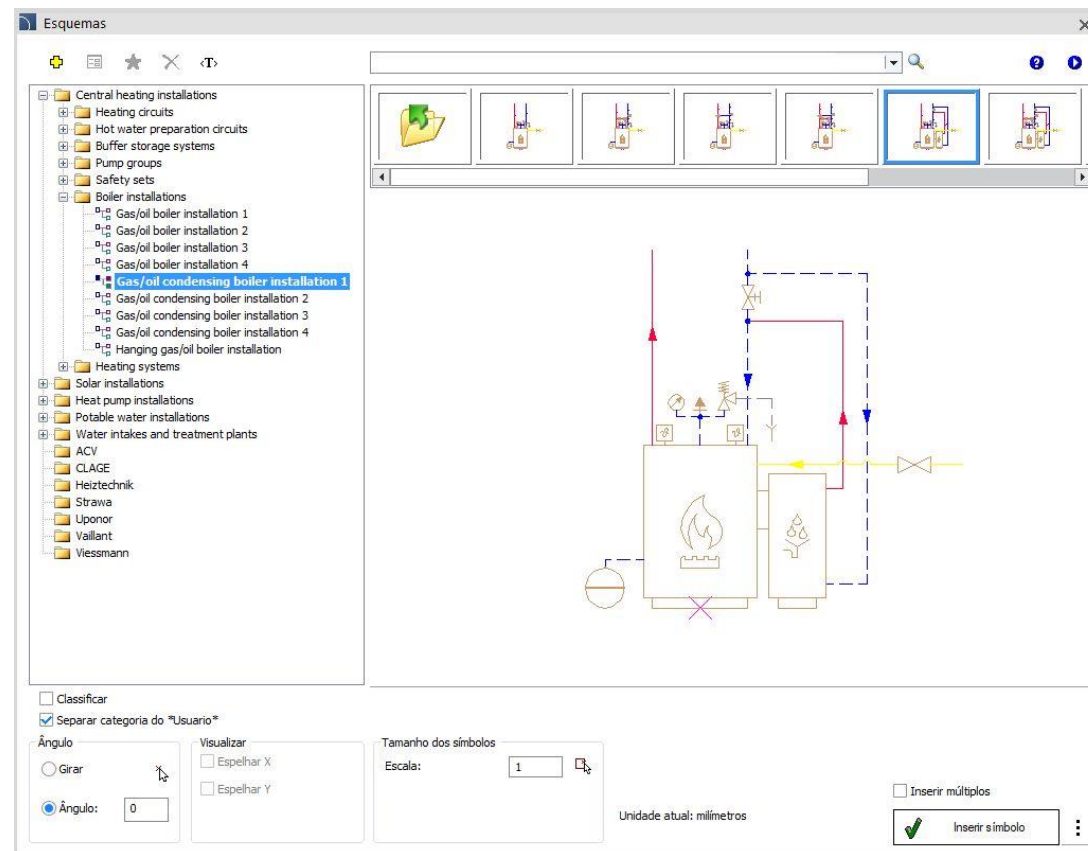 Esquemas
<T>
Central heating installations
Heating circuits
Hot water preparation circuits
Buffer storage systems
Pump groups
Safety sets
Boiler installations
Gas/oil boiler installation 1
Gas/oil boiler installation 2
Gas/oil boiler installation 3
Gas/oil boiler installation 4
Gas/oil condensing boiler installation 1
Gas/oil condensing boiler installation 2
Gas/oil condensing boiler installation 3
Gas/oil condensing boiler installation 4
Hanging gas/oil boiler installation
Heating systems
Solar installations
Heat pump installations
Potable water installations
Water intakes and treatment plants
ACV
CLAGE
Heiztechnik
Strawa
Uponor
Vaillant
Viessmann
Classificar
Separar categoria do *Usuario*
Ângulo
Girar
Ângulo: 0
Visualizar
Espelhar X
Espelhar Y
Tamanho dos símbolos
Escala: 1
Unidade atual: milímetros
Inserir múltiplos
Inserir símbolo